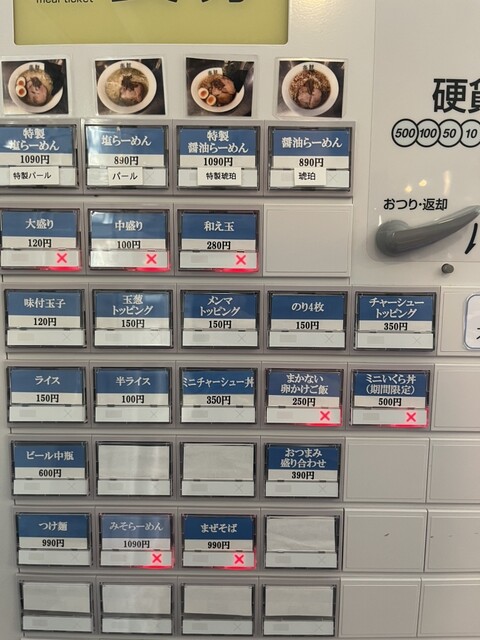 meal ticket
特製
塩らーめん
1090円
特製パール
塩らーめん
890円
パール
特製
醤油らーめん
1090円
特製琥珀
醤油らーめん
890円
琥珀
硬貨
500 100 50 10
おつり・返却
大盛り
120円
中盛り
100円
和え玉
280円
味付玉子
120円
玉葱
トッピング
150円
メンマ
トッピング
150円
のり4枚
150円
チャーシュー
トッピング
350円
ライス
150円
半ライス
100円
ミニチャーシュー丼
350円
まかない
卵かけご飯
250円
ミニいくら丼
(期間限定)
500円
ビール中瓶
600円
おつまみ
盛り合わせ
390円
つけ麺
990円
みそらーめん
1090円
まぜそば
990円